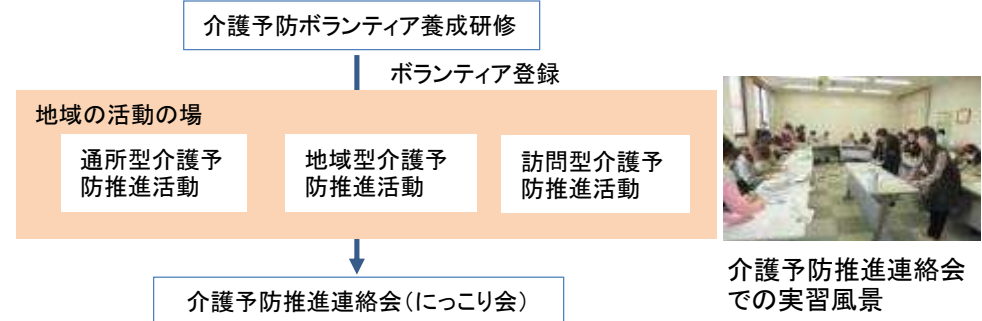 介護予防ボランティア養成研修
ボランティア登録
地域の活動の場
通所型介護予
防推進活動
地域型介護予
防推進活動
訪問型介護予
防推進活動
介護予防推進連絡会(にっこり会)
介護予防推進連絡会
での実習風景